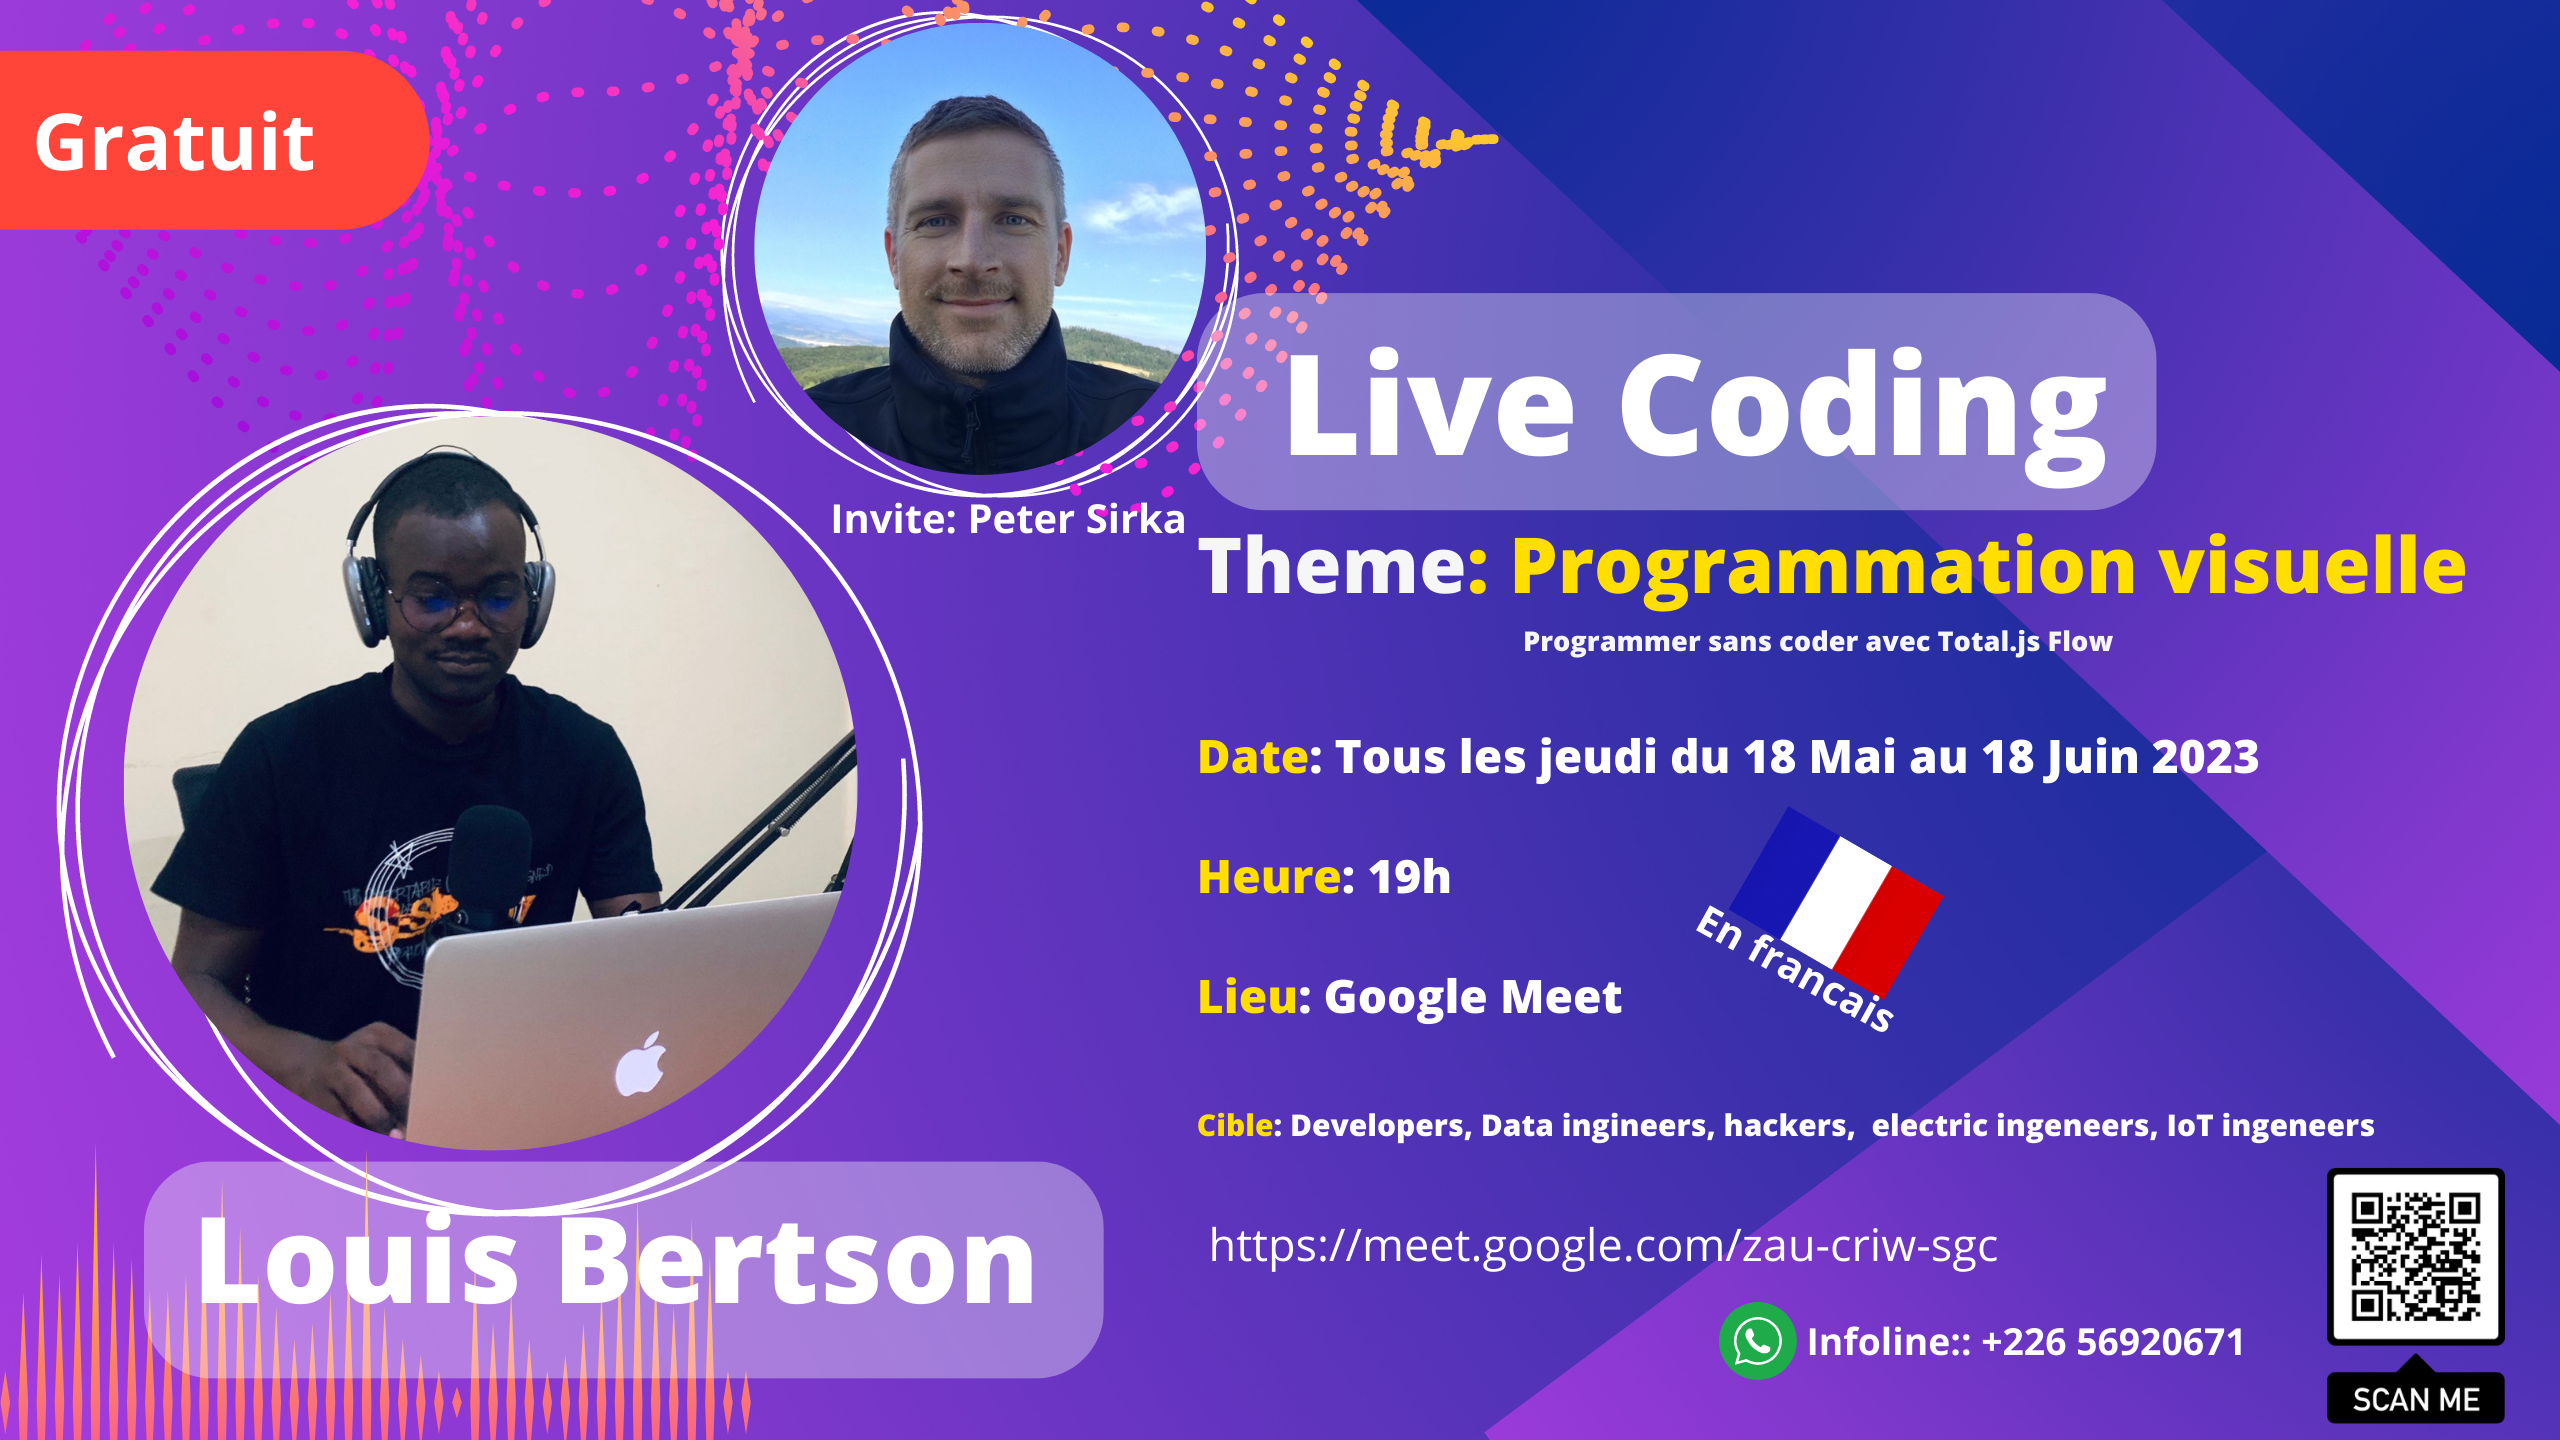 Gratuit
Invite: Peter Sirka
Live Coding
Theme: Programmation visuelle
Programmer sans coder avec Total.js Flow
Date: Tous les jeudi du 18 Mai au 18 Juin 2023
Heure: 19h
En francais
Lieu: Google Meet
Cible: Developers, Data ingineers, hackers,  electric ingeneers, IoT ingeneers
Louis Bertson
https://meet.google.com/zau-criw-sgc
Infoline:: +226 56920671
SCAN ME